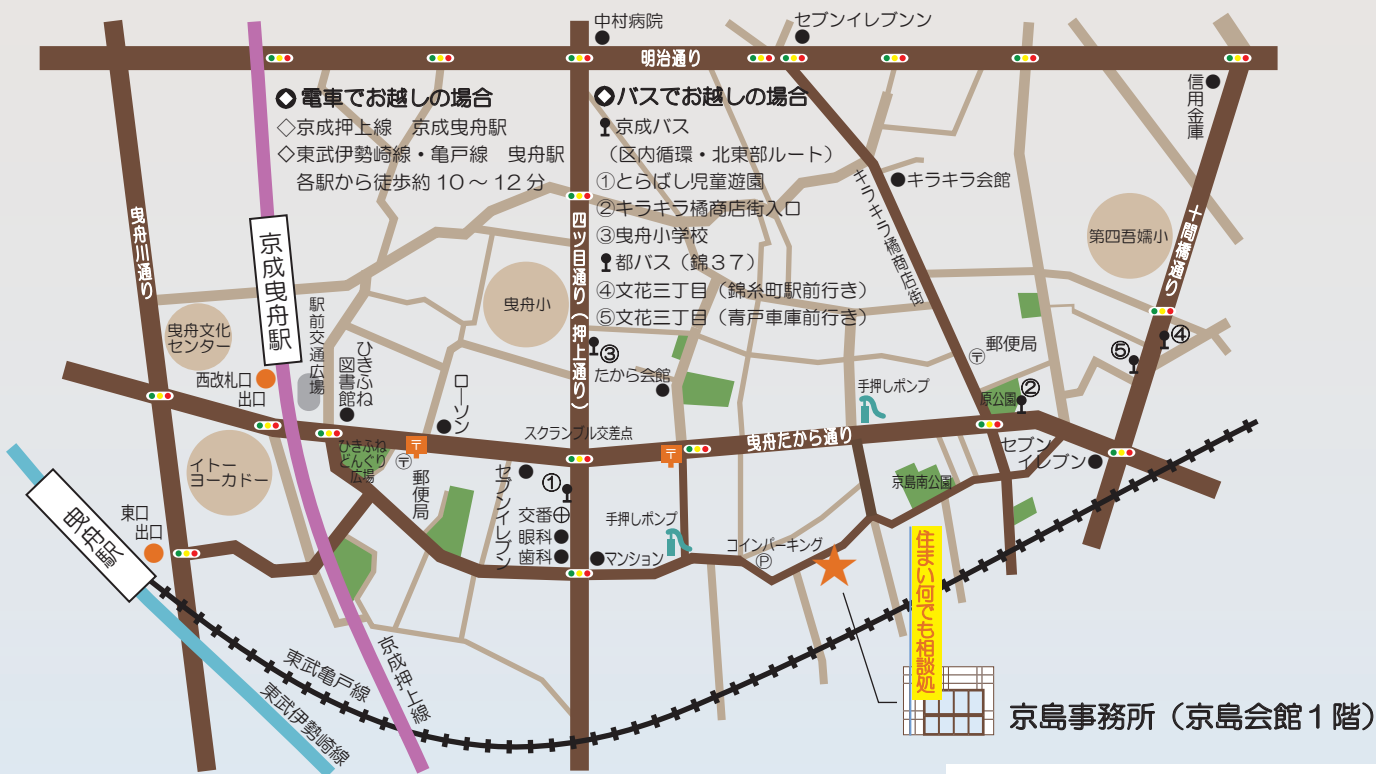 中村病院
セブンイレブンン
明治通り
信用金庫
◇電車でお越しの場合
◇京成押上線　京成曳舟駅
◇東武伊勢崎線・亀戸線　曳舟駅
各駅から徒歩約 10 〜 12 分
◇バスでお越しの場合
京成バス
（区内循環・北東部ルート）
①とらばし児童遊園
②キラキラ橘商店街入口
③曳舟小学校
都バス（錦３７）
④文花三丁目（錦糸町駅前行き）
⑤文花三丁目（青戸車庫前行き）
キラキラ会館
キラキラ橘商店街
第四吾嬬小
十間橋通り
曳舟川通り
京成曳舟駅
四ツ目通り（押上通り）
曳舟小
駅前交通広場
曳舟文化
センター
西改札口
出口
ひきふね
図書館
ローソン
③
たから会館
手押しポンプ
〒
郵便局
④
⑤
②
原公園
スクランブル交差点
曳舟たから通り
〒
〒
ひきふね
どんぐり
広場
〒
郵便局
イトー
ヨーカドー
セブンイレブン
①
交番
眼科
歯科
マンション
手押しポンプ
コインパーキング
Ⓟ
京島南公園
セブン
イレブン
東口
出口
曳舟駅
住まい何でも相談処
東武亀戸線
東武伊勢崎線
京成押上線
京島事務所（京島会館１階）